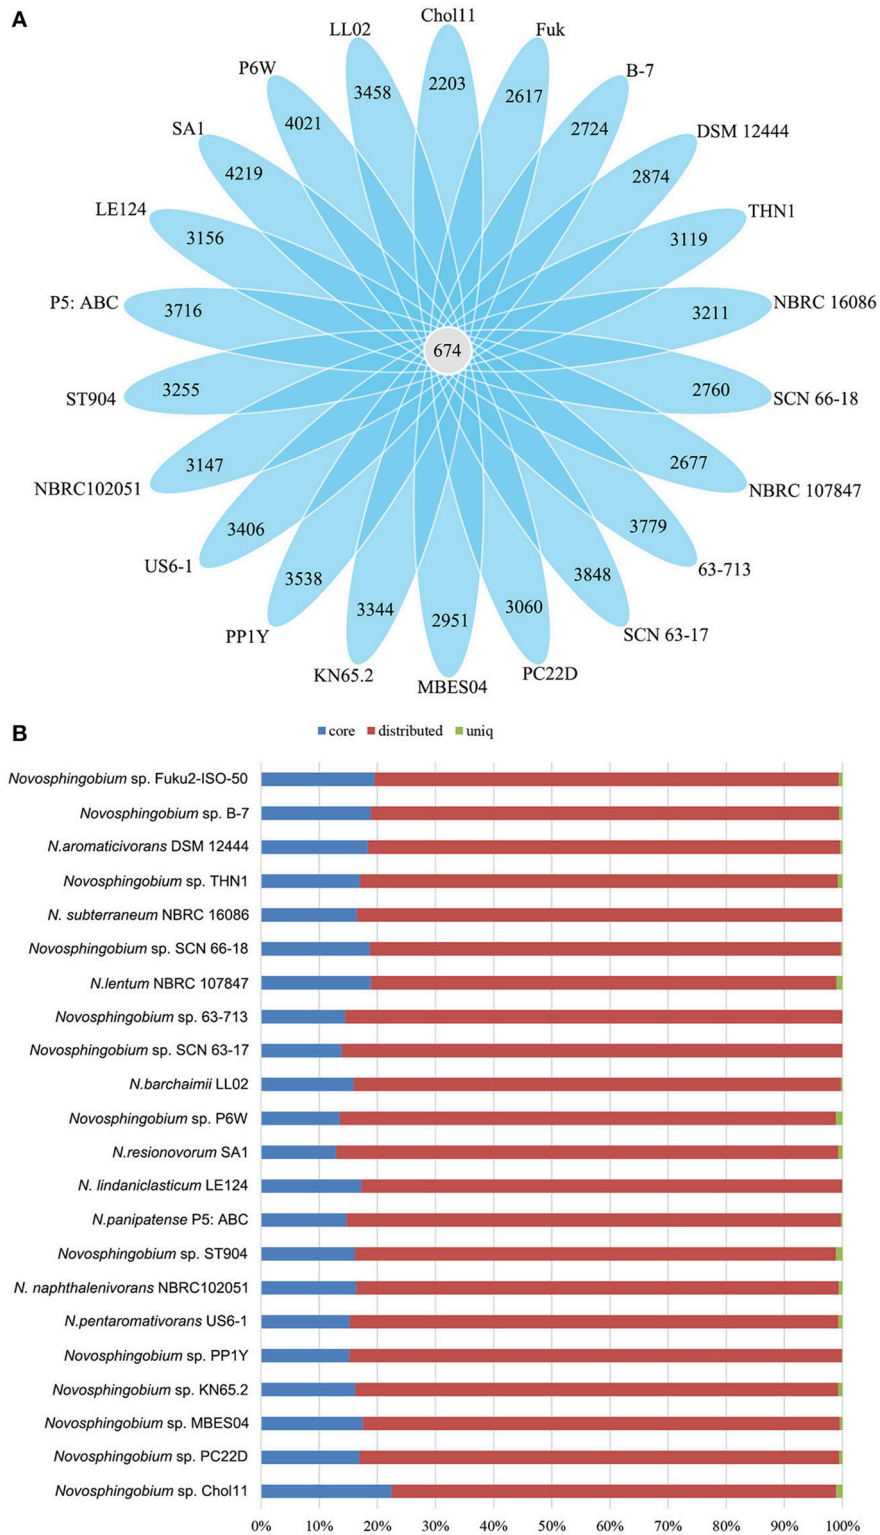 A
Chol11
LL02
Fuk
P6W
B-7
SA1
DSM 12444
LE124
THN1
P5: ABC
NBRC 16086
ST904
SCN 66-18
NBRC102051
NBRC 107847
US6-1
63-713
PP1Y
SCN 63-17
KN65.2
MBES04
PC22D
2203
3458
2617
4021
2724
4219
2874
3156
3119
3716
3211
674
3255
2760
3147
2677
3406
3779
3538
3848
3344
2951
3060
B
core distributed uniq
Novosphingobium sp. Fuku2-ISO-50
Novosphingobium sp. B-7
N.aromaticivorans DSM 12444
Novosphingobium sp. THN1
N. subterraneum NBRC 16086
Novosphingobium sp. SCN 66-18
N.lentum NBRC 107847
Novosphingobium sp. 63-713
Novosphingobium sp. SCN 63-17
N.barchaimii LL02
Novosphingobium sp. P6W
N.resionovorum SA1
N. lindaniclasticum LE124
N.panipatense P5: ABC
Novosphingobium sp. ST904
N. naphthalenivorans NBRC102051
N.pentaromativorans US6-1
Novosphingobium sp. PP1Y
Novosphingobium sp. KN65.2
Novosphingobium sp. MBES04
Novosphingobium sp. PC22D
Novosphingobium sp. Chol11
0% 10% 20% 30% 40% 50% 60% 70% 80% 90% 100%